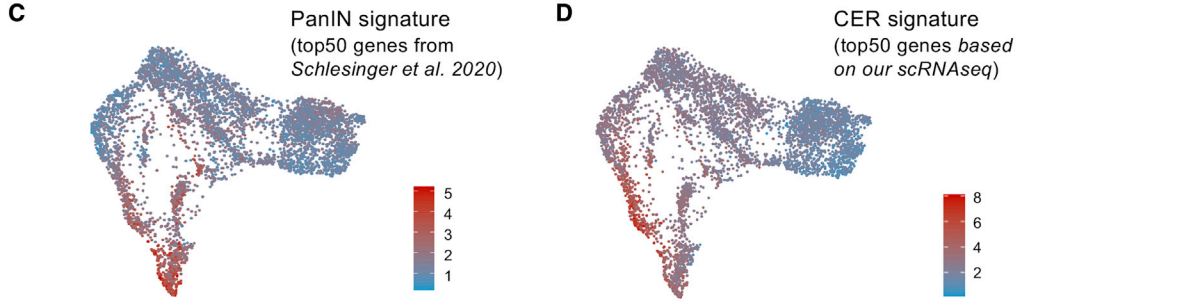 C
PanIN signature
(top50 genes from
Schlesinger et al. 2020)
5
4
3
2
1
D
CER signature
(top50 genes based
on our scRNAseq)
8
6
4
2